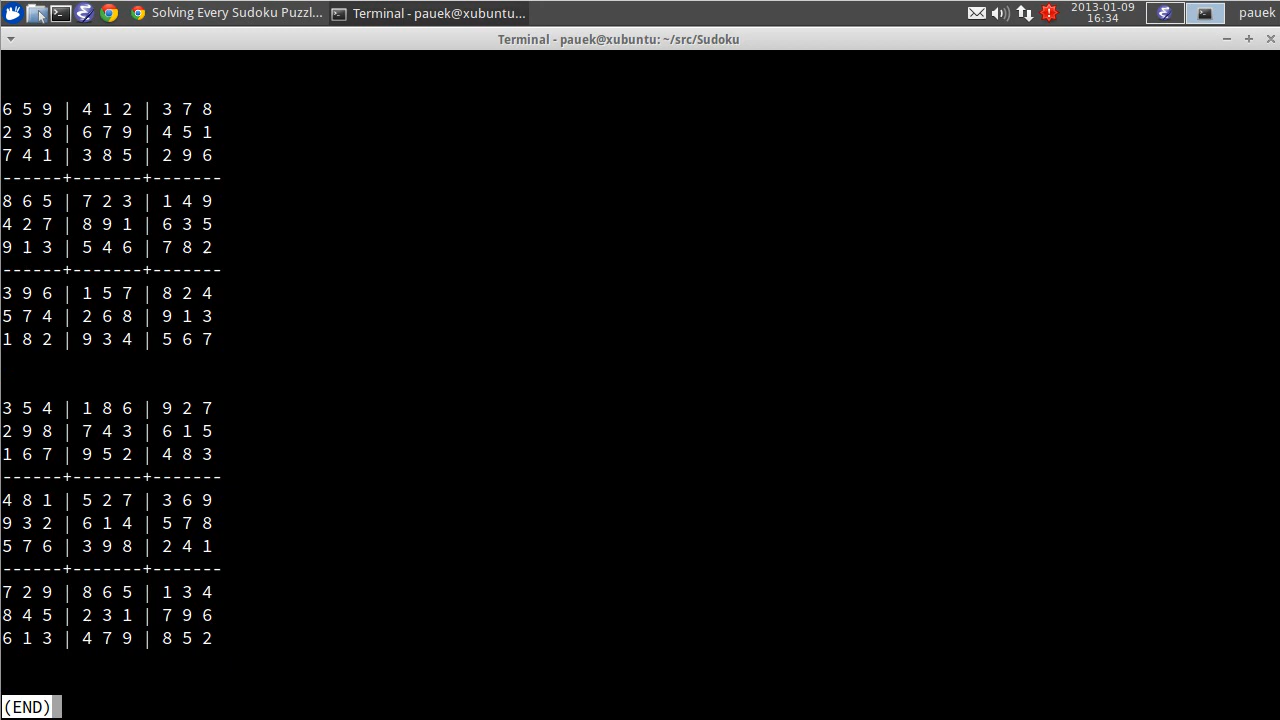 Solving Every Sudoku Puzzl... Terminal - pauek@xubuntu... 2013-01-09 pauek
16:34
Terminal - pauek@xubuntu: ~/src/Sudoku
6 5 9 | 4 1 2 | 3 7 8
2 3 8 | 6 7 9 | 4 5 1
7 4 1 | 3 8 5 | 2 9 6
------+-------+-------
8 6 5 | 7 2 3 | 1 4 9
4 2 7 | 8 9 1 | 6 3 5
9 1 3 | 5 4 6 | 7 8 2
------+-------+-------
3 9 6 | 1 5 7 | 8 2 4
5 7 4 | 2 6 8 | 9 1 3
1 8 2 | 9 3 4 | 5 6 7
3 5 4 | 1 8 6 | 9 2 7
2 9 8 | 7 4 3 | 6 1 5
1 6 7 | 9 5 2 | 4 8 3
------+-------+-------
4 8 1 | 5 2 7 | 3 6 9
9 3 2 | 6 1 4 | 5 7 8
5 7 6 | 3 9 8 | 2 4 1
------+-------+-------
7 2 9 | 8 6 5 | 1 3 4
8 4 5 | 2 3 1 | 7 9 6
6 1 3 | 4 7 9 | 8 5 2
(END)